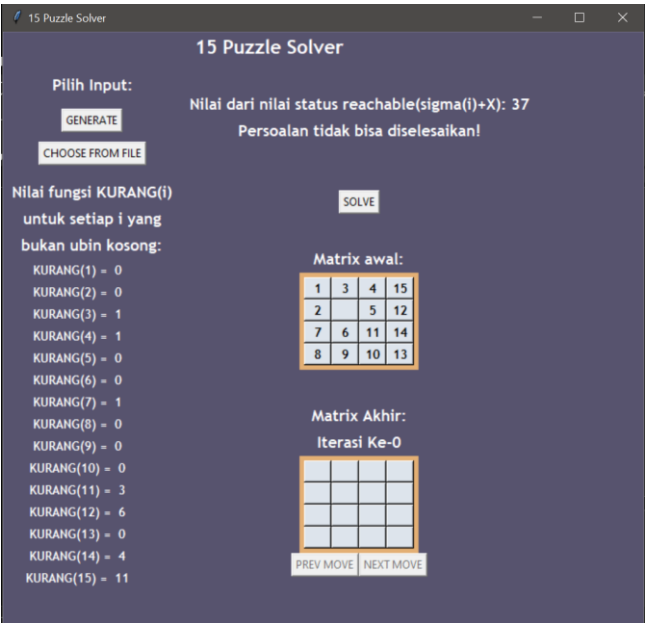 15 Puzzle Solver
15 Puzzle Solver
Pilih Input:
GENERATE
CHOOSE FROM FILE
Nilai fungsi KURANG(i)
untuk setiap i yang
bukan ubin kosong:
KURANG(1) = 0
KURANG(2) = 0
KURANG(3) = 1
KURANG(4) = 1
KURANG(5) = 0
KURANG(6) = 0
KURANG(7) = 1
KURANG(8) = 0
KURANG(9) = 0
KURANG(10) = 0
KURANG(11) = 3
KURANG(12) = 6
KURANG(13) = 0
KURANG(14) = 4
KURANG(15) = 11
Nilai dari nilai status reachable(sigma(i)+X): 37
Persoalan tidak bisa diselesaikan!
SOLVE
Matrix awal:
1 3 4 15
2 5 12
7 6 11 14
8 9 10 13
Matrix Akhir:
Iterasi Ke-0
PREV MOVE NEXT MOVE